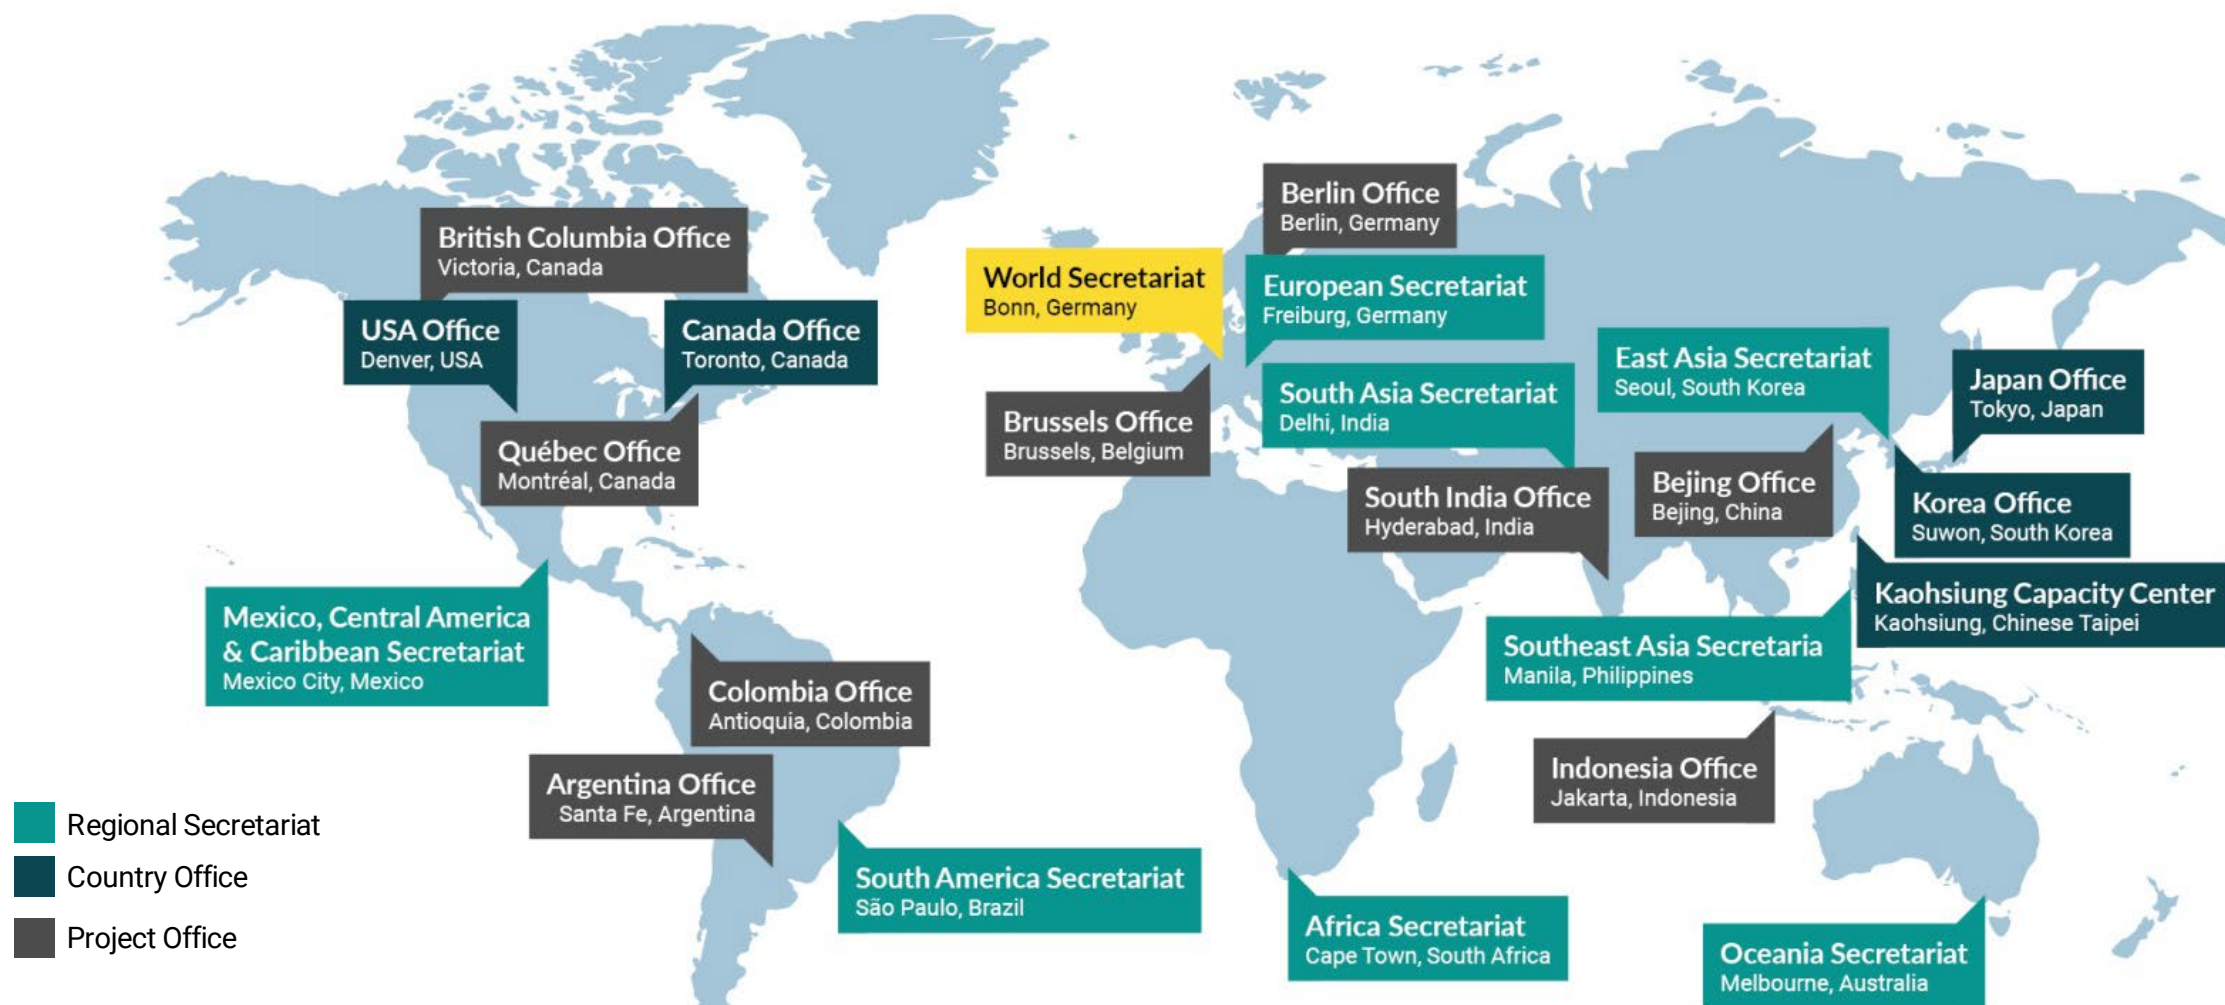 Berlin Office
Berlin, Germany
British Columbia Office
Victoria, Canada
World Secretariat
Bonn, Germany
European Secretariat
Freiburg, Germany
USA Office
Denver, USA
Canada Office
Toronto, Canada
East Asia Secretariat
Seoul, South Korea
Japan Office
Tokyo, Japan
South Asia Secretariat
Delhi, India
Brussels Office
Brussels, Belgium
Québec Office
Montréal, Canada
South India Office
Hyderabad, India
Bejing Office
Bejing, China
Korea Office
Suwon, South Korea
Kaohsiung Capacity Center
Kaohsiung, Chinese Taipei
Mexico, Central America
& Caribbean Secretariat
Mexico City, Mexico
Southeast Asia Secretaria
Manila, Philippines
Colombia Office
Antioquia, Colombia
Argentina Office
Santa Fe, Argentina
Indonesia Office
Jakarta, Indonesia
South America Secretariat
São Paulo, Brazil
Africa Secretariat
Cape Town, South Africa
Oceania Secretariat
Melbourne, Australia
Regional Secretariat
Country Office
Project Office